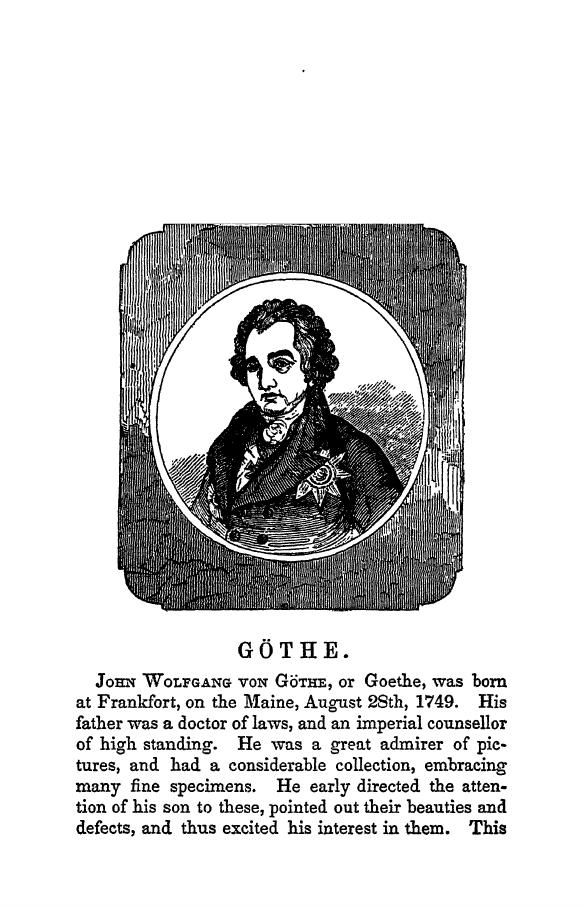 GÖTHE.
John Wolfgang von Göthe, or Goethe, was born
at Frankfort, on the Maine, August 28th, 1749. His
father was a doctor of laws, and an imperial counsellor
of high standing. He was a great admirer of pic-
tures, and had a considerable collection, embracing
many fine specimens. He early directed the atten-
tion of his son to these, pointed out their beauties and
defects, and thus excited his interest in them. This